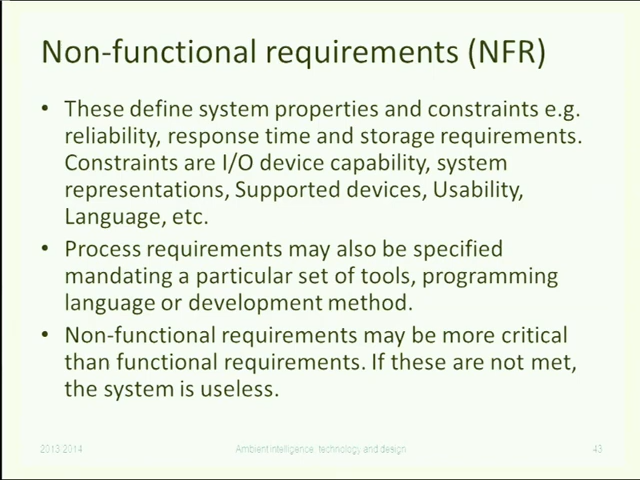 Non-functional requirements (NFR)
• These define system properties and constraints e.g.
reliability, response time and storage requirements.
Constraints are I/O device capability, system
representations, Supported devices, Usability,
Language, etc.
• Process requirements may also be specified
mandating a particular set of tools, programming
language or development method.
• Non-functional requirements may be more critical
than functional requirements. If these are not met,
the system is useless.
2013 2014 Ambient intelligence: technology and design 43